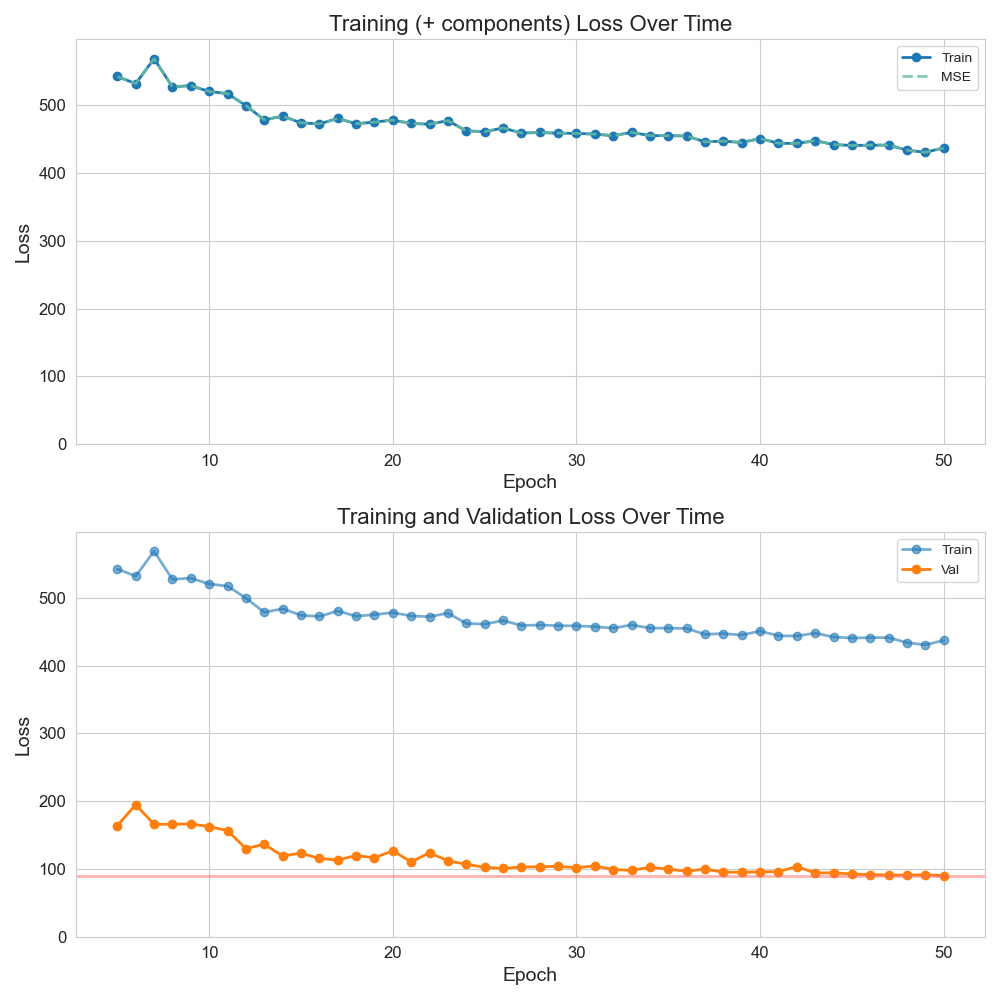 Training (+ components) Loss Over Time
Train
MSE
500
400
300
200
100
0
Loss
10 20 30 40 50
Epoch
Training and Validation Loss Over Time
Train
Val
500
400
300
200
100
0
Loss
10 20 30 40 50
Epoch